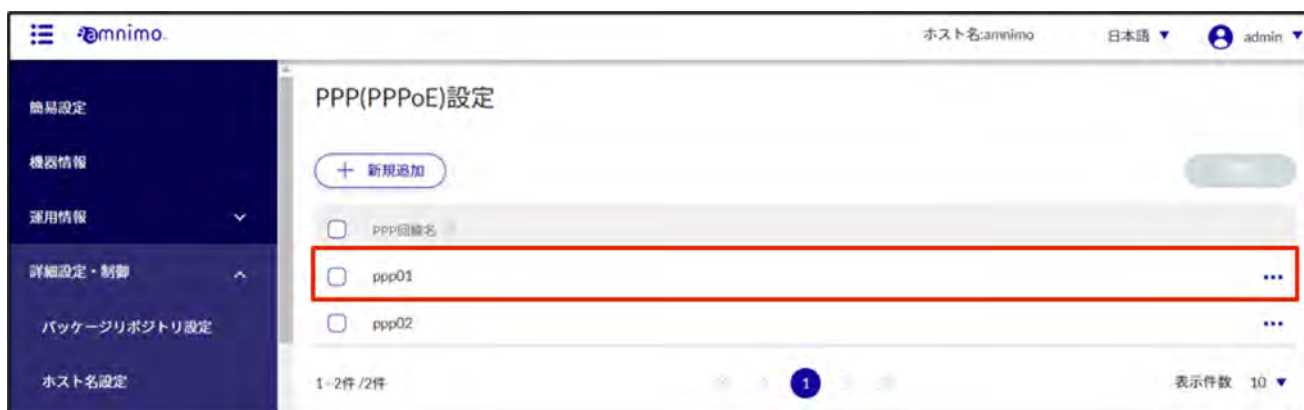 amnimo.
ホスト名:amnimo
日本語 ▼
admin ▼
簡易設定
機器情報
運用情報
詳細設定・制御
パッケージリポジトリ設定
ホスト名設定
PPP(PPPoE)設定
+ 新規追加
PPP回線名
ppp01
ppp02
1-2件 /2件
1
表示件数 10 ▼